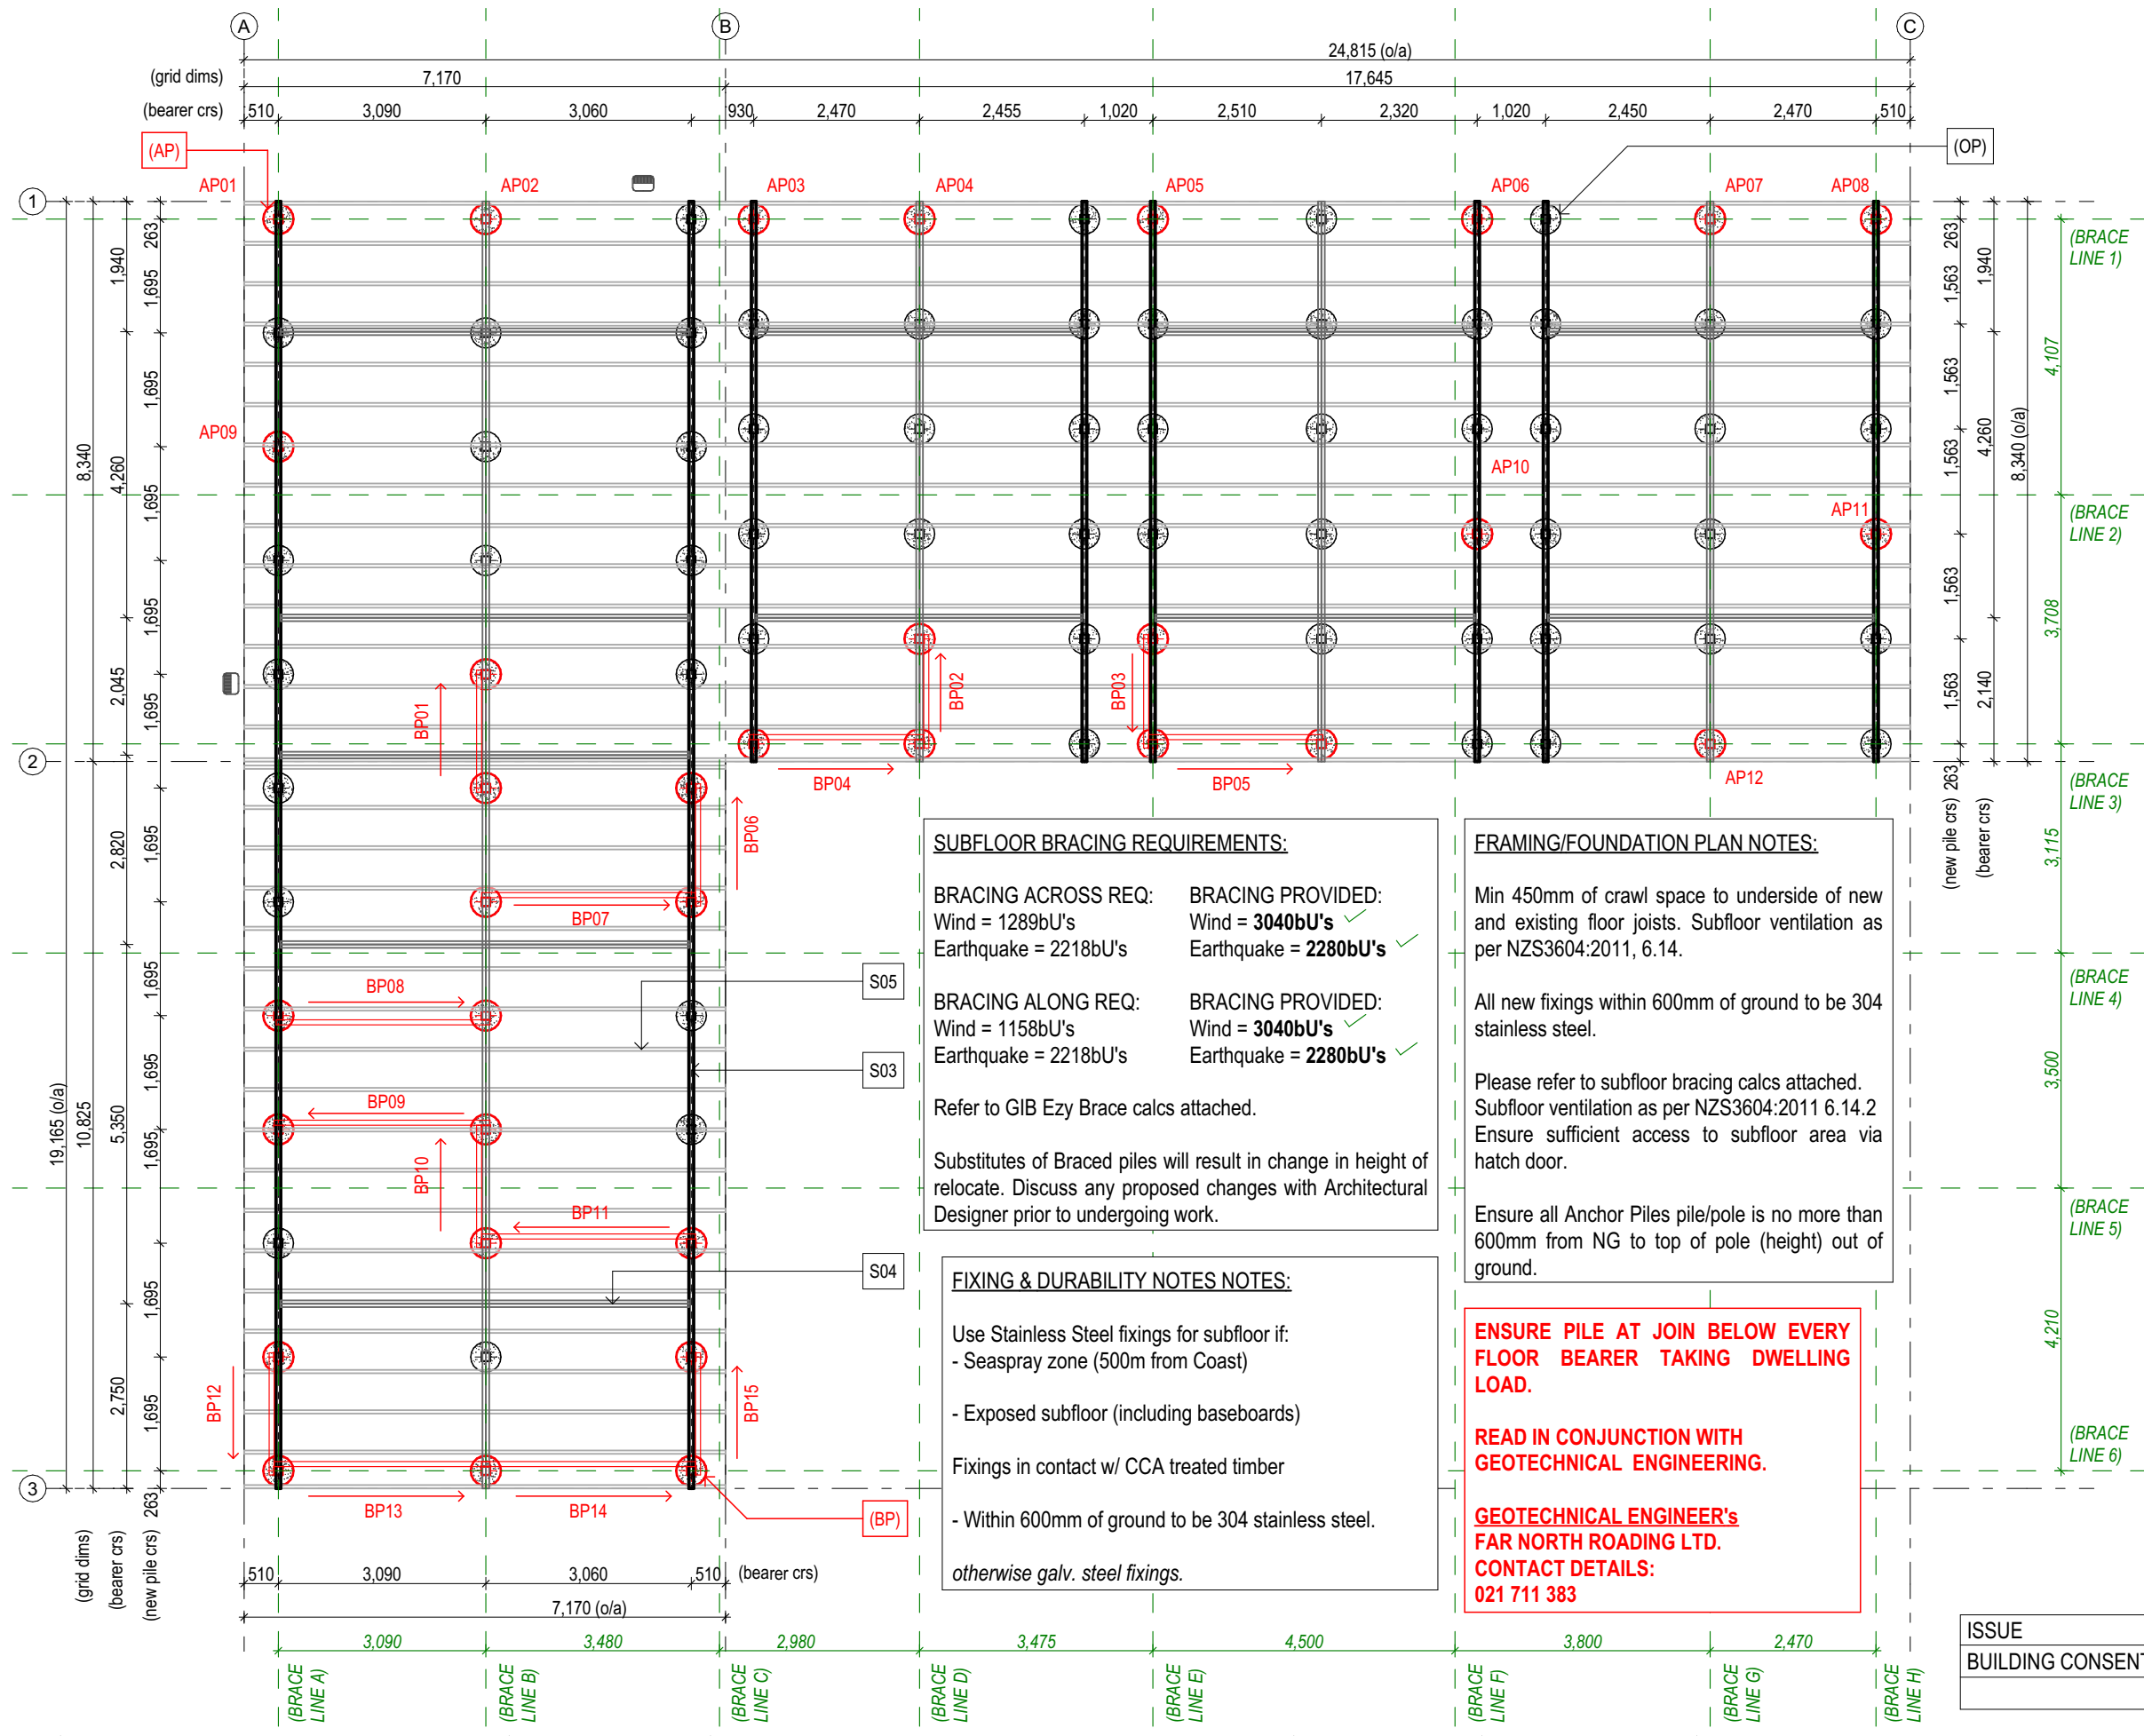 A
B
C
24,815 (o/a)
(grid dims)
7,170
17,645
(bearer crs)
510
3,090
3,060
930
2,470
2,455
1,020
2,510
2,320
1,020
2,450
2,470
510
(AP)
(OP)
AP01
AP02
AP03
AP04
AP05
AP06
AP07
AP08
1
263
1,940
1,695
1,695
1,695
1,695
1,695
8,340
4,260
2,045
AP09
AP10
AP11
263
1,563
1,563
1,563
1,563
1,563
263
1,940
4,260
2,140
8,340 (o/a)
(new pile crs)
(bearer crs)
(BRACE
LINE 1)
4,107
(BRACE
LINE 2)
3,708
(BRACE
LINE 3)
3,115
(BRACE
LINE 4)
3,500
(BRACE
LINE 5)
4,210
(BRACE
LINE 6)
BP01
BP02
BP03
2
BP04
BP05
AP12
BP06
BP07
BP08
BP09
BP10
BP11
BP12
BP15
BP13
BP14
(BP)
S05
S03
S04
2,820
5,350
2,750
1,695
1,695
1,695
1,695
1,695
1,695
263
19,165 (o/a)
10,825
3
(grid dims)
(bearer crs)
(new pile crs)
SUBFLOOR BRACING REQUIREMENTS:
BRACING ACROSS REQ: BRACING PROVIDED:
Wind = 1289bU's Wind = 3040bU's
Earthquake = 2218bU's Earthquake = 2280bU's
BRACING ALONG REQ: BRACING PROVIDED:
Wind = 1158bU's Wind = 3040bU's
Earthquake = 2218bU's Earthquake = 2280bU's
Refer to GIB Ezy Brace calcs attached.
Substitutes of Braced piles will result in change in height of
relocate. Discuss any proposed changes with Architectural
Designer prior to undergoing work.
FRAMING/FOUNDATION PLAN NOTES:
Min 450mm of crawl space to underside of new
and existing floor joists. Subfloor ventilation as
per NZS3604:2011, 6.14.
All new fixings within 600mm of ground to be 304
stainless steel.
Please refer to subfloor bracing calcs attached.
Subfloor ventilation as per NZS3604:2011 6.14.2
Ensure sufficient access to subfloor area via
hatch door.
Ensure all Anchor Piles pile/pole is no more than
600mm from NG to top of pole (height) out of
ground.
FIXING & DURABILITY NOTES NOTES:
Use Stainless Steel fixings for subfloor if:
- Seaspray zone (500m from Coast)
- Exposed subfloor (including baseboards)
Fixings in contact w/ CCA treated timber
- Within 600mm of ground to be 304 stainless steel.
otherwise galv. steel fixings.
ENSURE PILE AT JOIN BELOW EVERY
FLOOR BEARER TAKING DWELLING
LOAD.
READ IN CONJUNCTION WITH
GEOTECHNICAL ENGINEERING.
GEOTECHNICAL ENGINEER's
FAR NORTH ROADING LTD.
CONTACT DETAILS:
021 711 383
510
3,090
3,060
510
(bearer crs)
7,170 (o/a)
3,090
3,480
2,980
3,475
4,500
3,800
2,470
(BRACE
LINE A)
(BRACE
LINE B)
(BRACE
LINE C)
(BRACE
LINE D)
(BRACE
LINE E)
(BRACE
LINE F)
(BRACE
LINE G)
(BRACE
LINE H)
ISSUE
BUILDING CONSENT